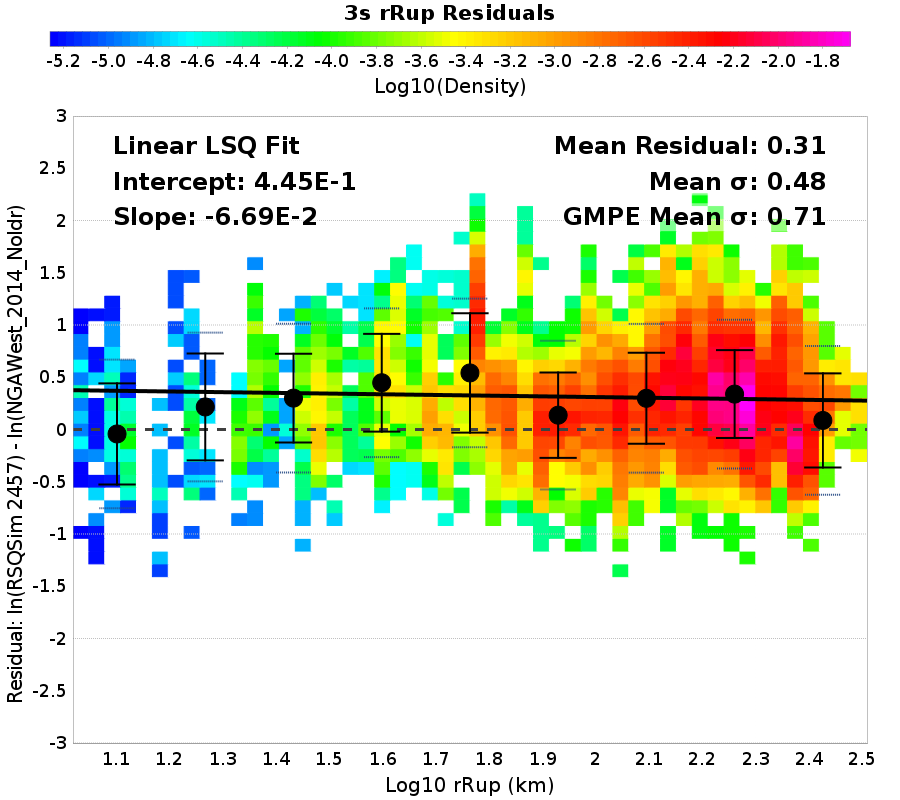 3s rRup Residuals
-5.2 -5.0 -4.8 -4.6 -4.4 -4.2 -4.0 -3.8 -3.6 -3.4 -3.2 -3.0 -2.8 -2.6 -2.4 -2.2 -2.0 -1.8
Log10(Density)
Linear LSQ Fit
Intercept: 4.45E-1
Slope: -6.69E-2
Mean Residual: 0.31
Mean σ: 0.48
GMPE Mean σ: 0.71
Residual: ln(RSQSim 2457) - ln(NGAWest_2014_NoIdr)
3
2.5
2
1.5
1
0.5
0
-0.5
-1
-1.5
-2
-2.5
-3
1.1 1.2 1.3 1.4 1.5 1.6 1.7 1.8 1.9 2 2.1 2.2 2.3 2.4 2.5
Log10 rRup (km)